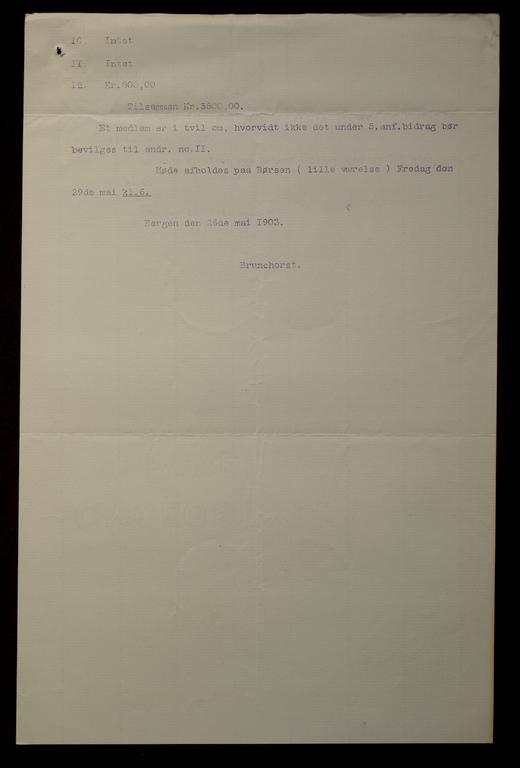 10. Intet
II. Intet
12. Kr.800,00
Tilsammen Kr.3800,00.
Et medlem er i tvil om, hvorvidt ikke det under 5.anf.bidrag bør
bevilges til andr. no.II.
Møde afholdes paa Børsen ( lille værelse ) Fredag den
29de mai kl.6.
Bergen den 26de mai 1903.
Brunchorst.